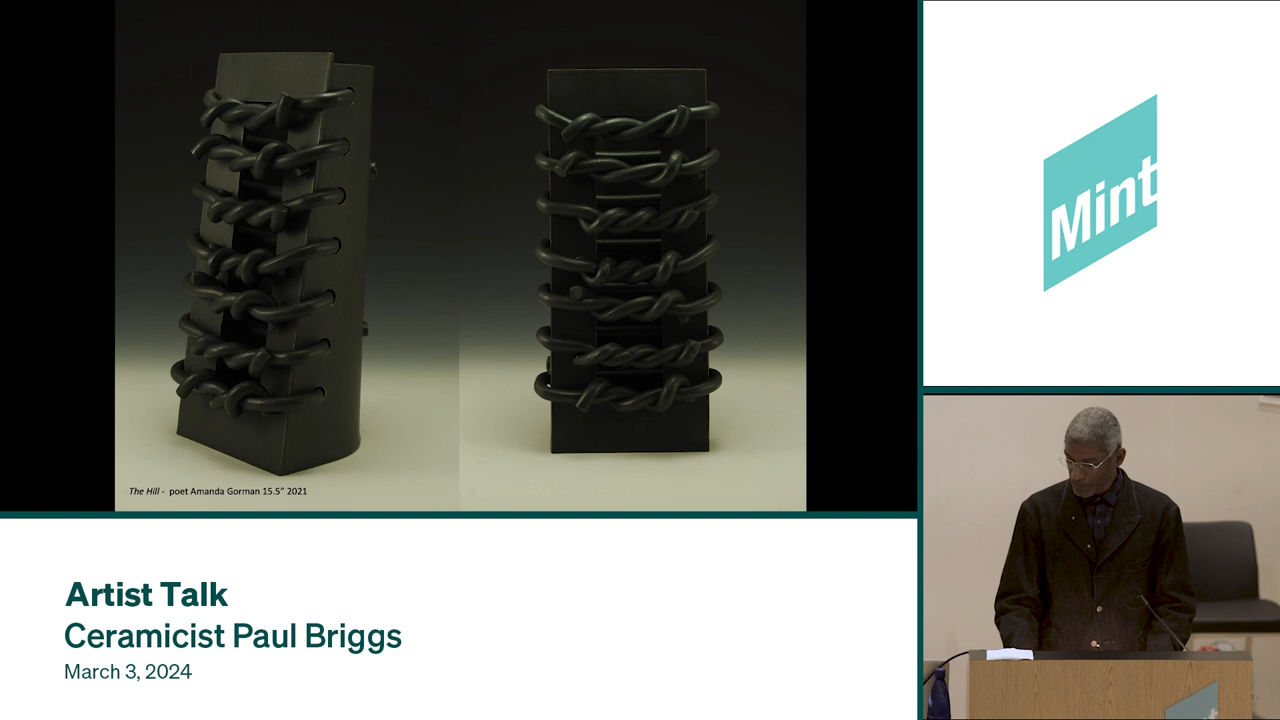 The Hill - poet Amanda Gorman 15.5" 2021
Mint
Artist Talk
Ceramicist Paul Briggs
March 3, 2024